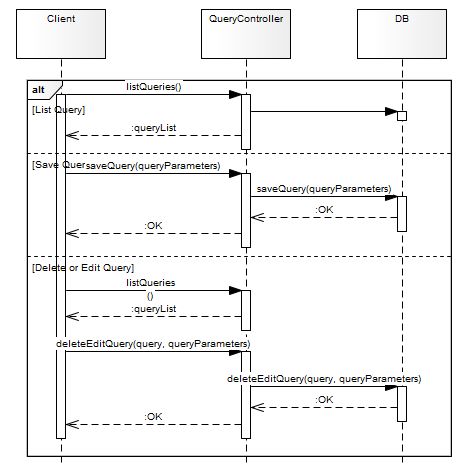 Client
QueryController
DB
alt
listQueries()
[List Query]
:queryList
[Save Quer
saveQuery(queryParameters)
saveQuery(queryParameters)
:OK
:OK
[Delete or Edit Query]
listQueries
()
:queryList
deleteEditQuery(query, queryParameters)
deleteEditQuery(query, queryParameters)
:OK
:OK